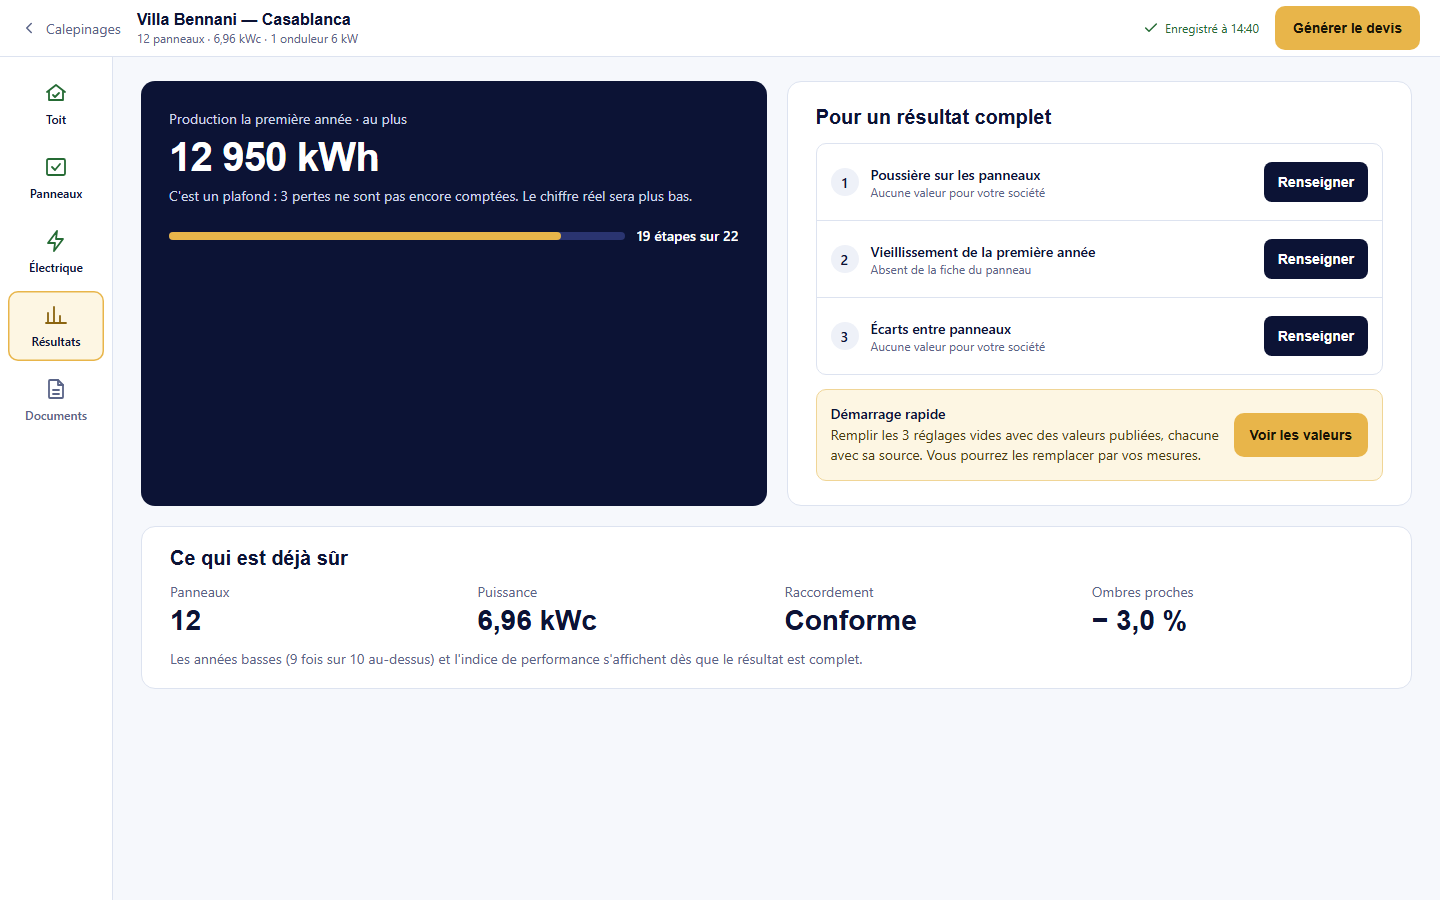 Calepinages
Villa Bennani — Casablanca
12 panneaux · 6,96 kWc · 1 onduleur 6 kW
Enregistré à 14:40
Générer le devis
Toit
Panneaux
Électrique
Résultats
Documents
Production la première année · au plus
12 950 kWh
C'est un plafond : 3 pertes ne sont pas encore comptées. Le chiffre réel sera plus bas.
19 étapes sur 22
Pour un résultat complet
1
Poussière sur les panneaux
Aucune valeur pour votre société
Renseigner
2
Vieillissement de la première année
Absent de la fiche du panneau
Renseigner
3
Écarts entre panneaux
Aucune valeur pour votre société
Renseigner
Démarrage rapide
Remplir les 3 réglages vides avec des valeurs publiées, chacune
avec sa source. Vous pourrez les remplacer par vos mesures.
Voir les valeurs
Ce qui est déjà sûr
Panneaux
12
Puissance
6,96 kWc
Raccordement
Conforme
Ombres proches
− 3,0 %
Les années basses (9 fois sur 10 au-dessus) et l'indice de performance s'affichent dès que le résultat est complet.